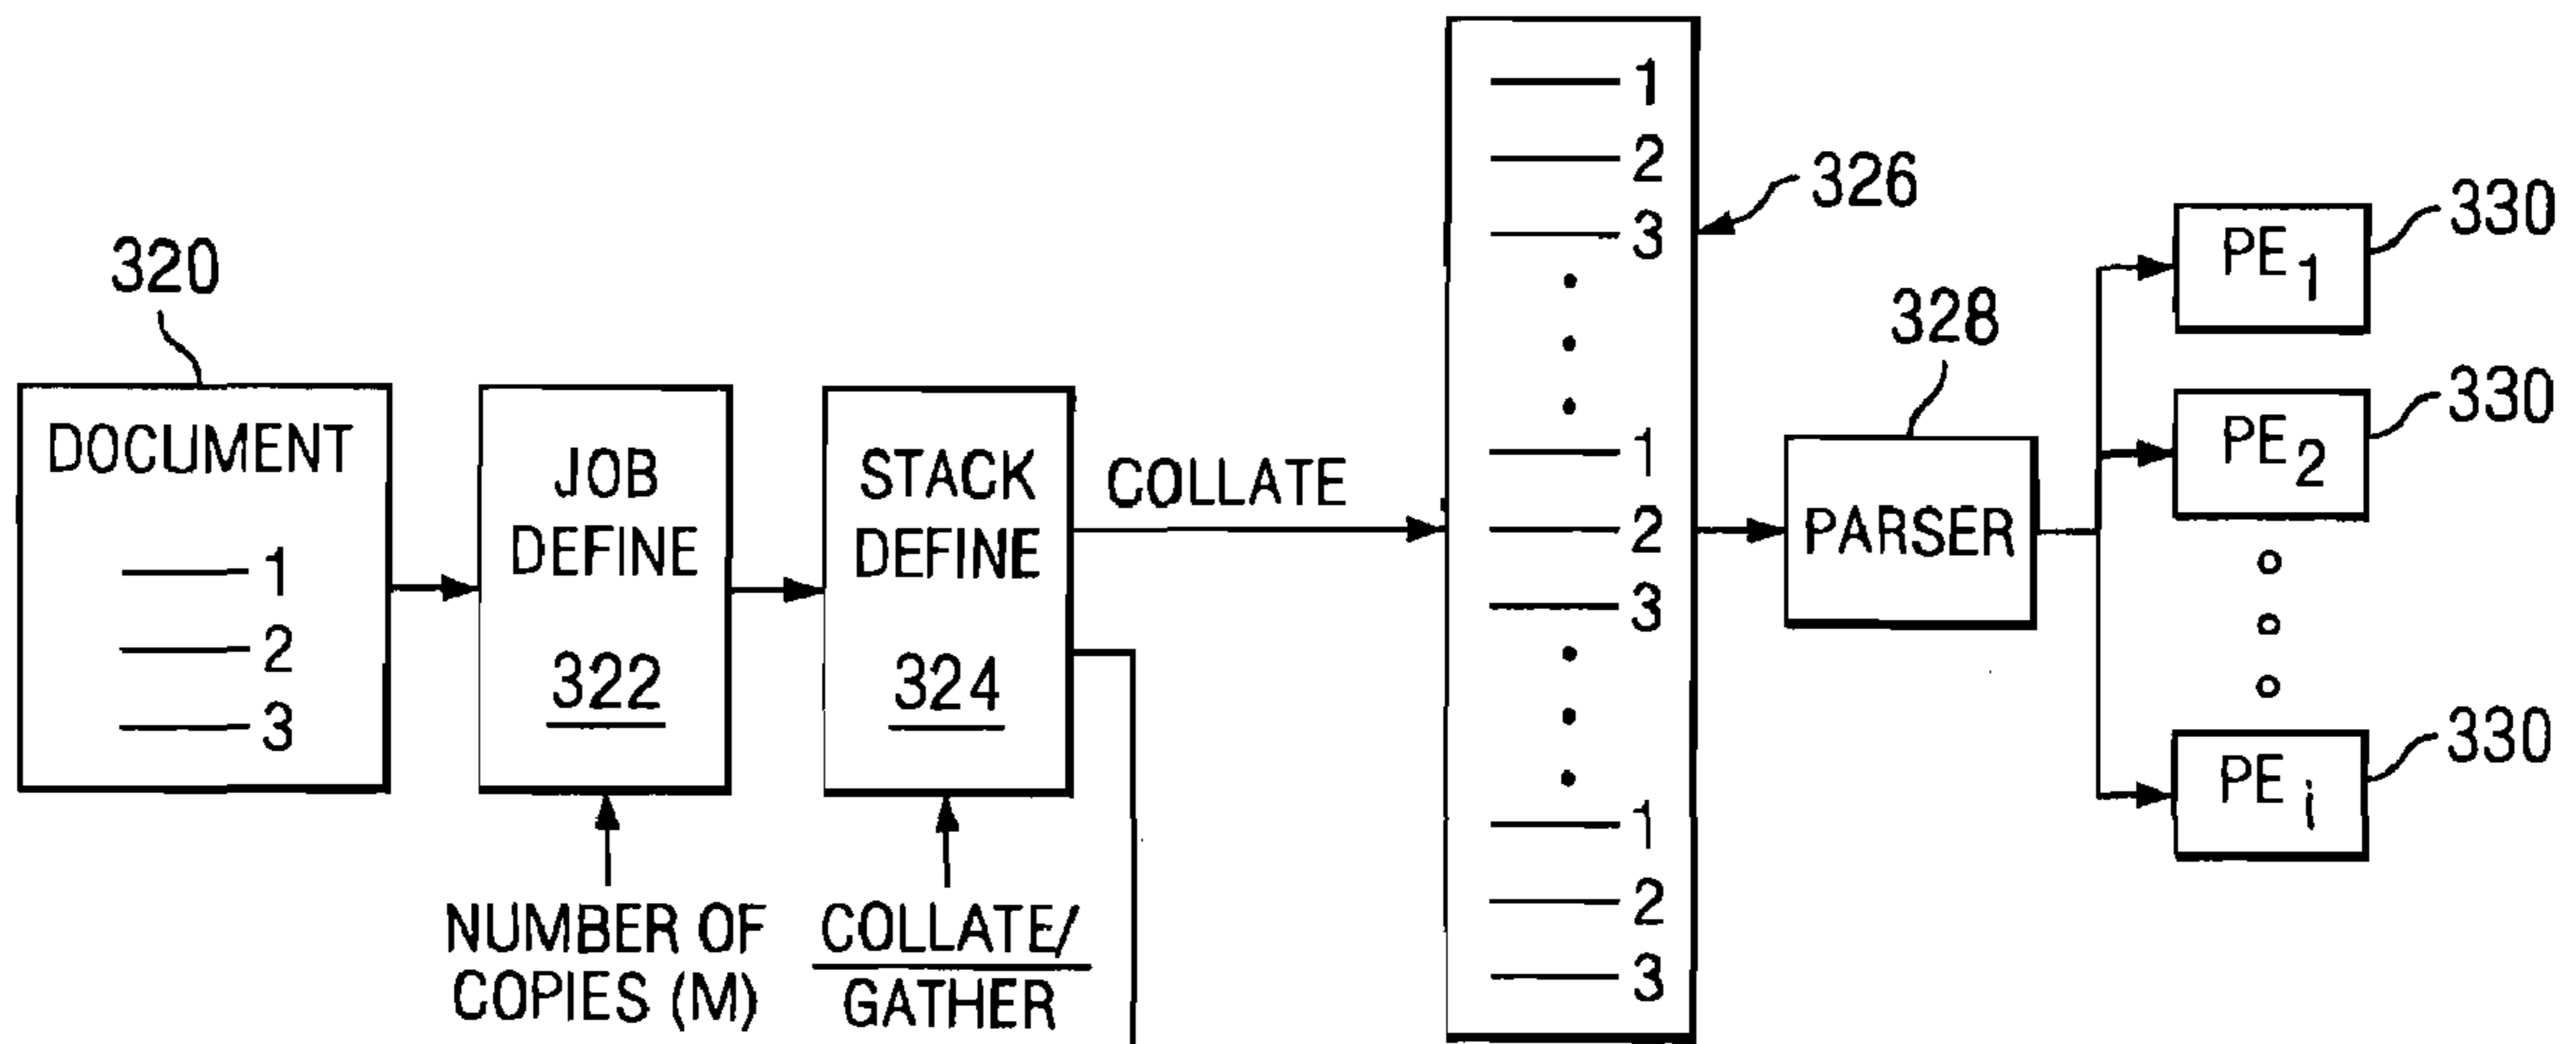 320
DOCUMENT
1
2
3
JOB
DEFINE
322
NUMBER OF
COPIES (M)
STACK
DEFINE
324
COLLATE/
GATHER
COLLATE
326
1
2
3
1
2
3
1
2
3
328
PARSER
PE1
330
PE2
330
PEi
330